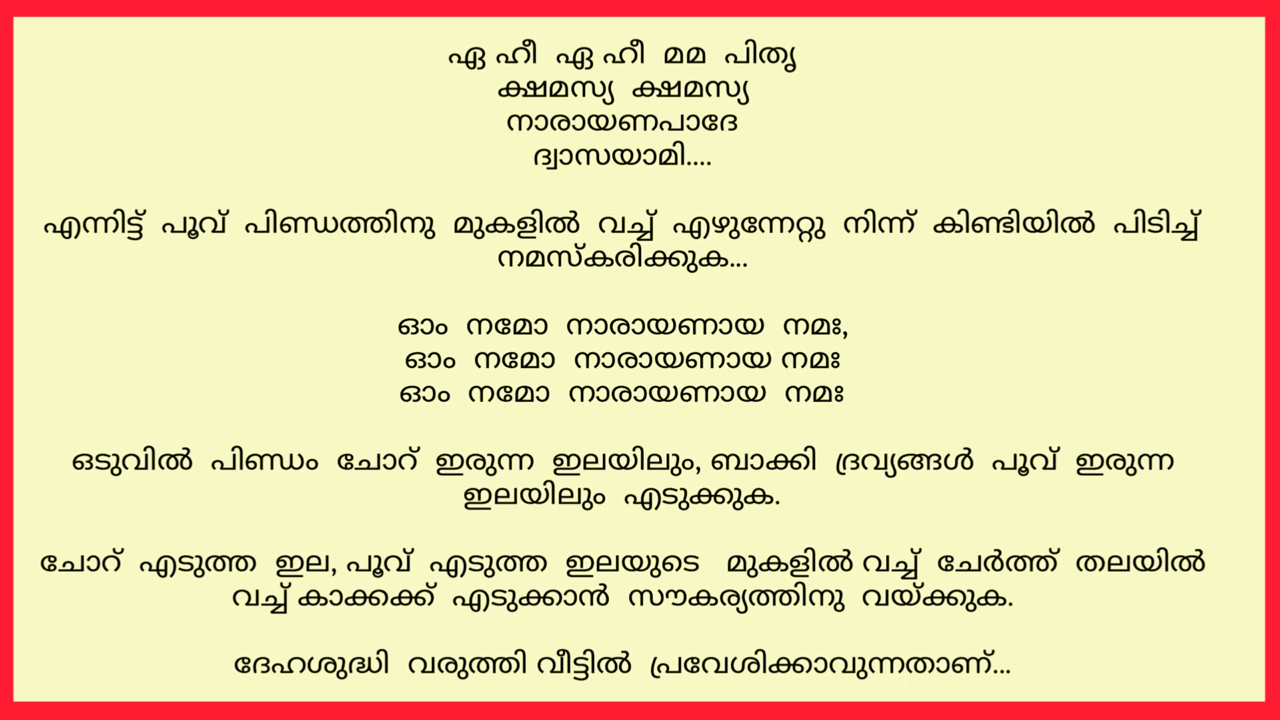 ഏ ഹീ ഏ ഹീ മമ പിതൃ
ക്ഷമസ്യ ക്ഷമസ്യ
നാരായണപാദേ
ദ്വാസയാമി....
എന്നിട്ട് പൂവ് പിണ്ഡത്തിനു മുകളിൽ വച്ച് എഴുന്നേറ്റു നിന്ന് കിണ്ടിയിൽ പിടിച്ച്
നമസ്കരിക്കുക...
ഓം നമോ നാരായണായ നമഃ,
ഓം നമോ നാരായണായ നമഃ
ഓം നമോ നാരായണായ നമഃ
ഒടുവിൽ പിണ്ഡം ചോറ് ഇരുന്ന ഇലയിലും, ബാക്കി ദ്രവ്യങ്ങൾ പൂവ് ഇരുന്ന
ഇലയിലും എടുക്കുക.
ചോറ് എടുത്ത ഇല, പൂവ് എടുത്ത ഇലയുടെ മുകളിൽ വച്ച് ചേർത്ത് തലയിൽ
വച്ച് കാക്കക്ക് എടുക്കാൻ സൗകര്യത്തിനു വയ്ക്കുക.
ദേഹശുദ്ധി വരുത്തി വീട്ടിൽ പ്രവേശിക്കാവുന്നതാണ്...